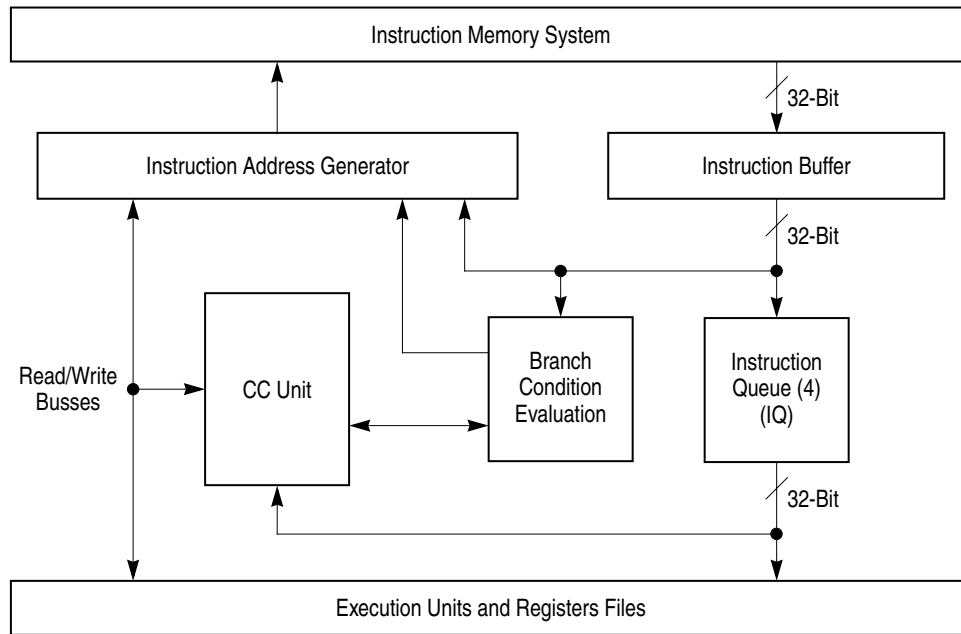 Instruction Memory System
32-Bit
Instruction Address Generator
Instruction Buffer
32-Bit
Read/Write
Busses
CC Unit
Branch
Condition
Evaluation
Instruction
Queue (4)
(IQ)
32-Bit
Execution Units and Registers Files